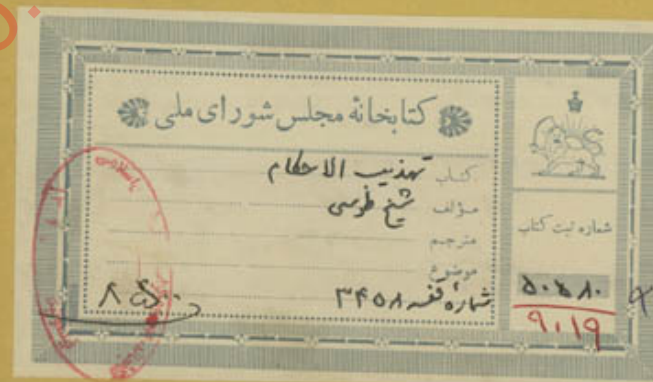 کتابخانهٔ مجلس شورای ملی
کتاب تهذیب الاحکام
مؤلف شیخ طوسی
مترجم
موضوع
شمارهٔ قفسه ۳۴۵۸
شماره ثبت کتاب
۵۰۵۸۰
۹۰۱۹